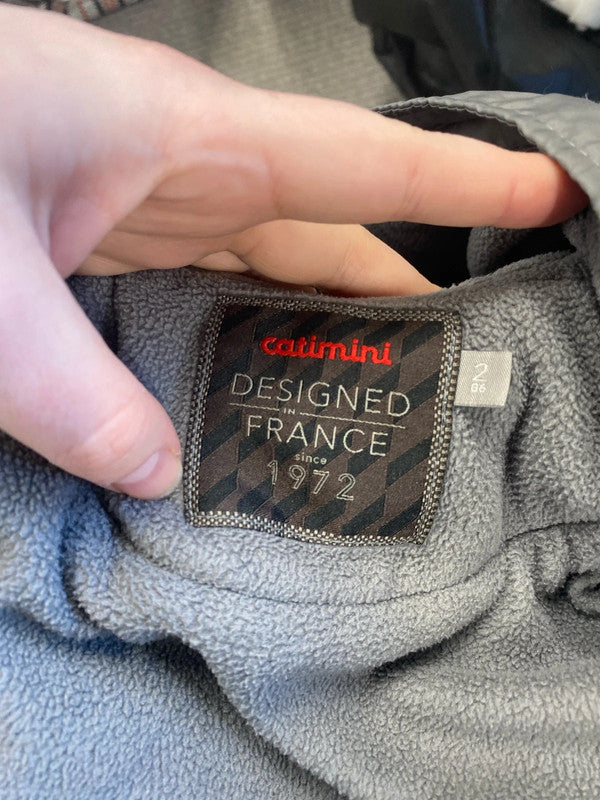 catimini
DESIGNED
IN
FRANCE
since
1972
2
86